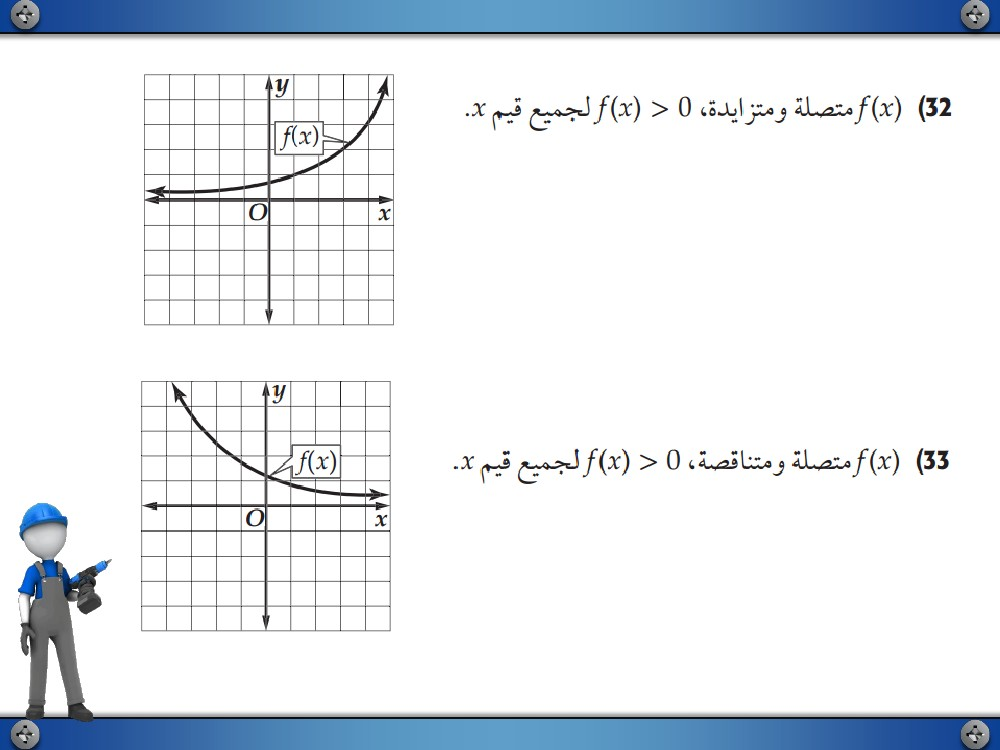 32) f(x) متصلة ومتزايدة، f(x) > 0 لجميع قيم x.
y
f(x)
O
x
33) f(x) متصلة ومتناقصة، f(x) > 0 لجميع قيم x.
y
f(x)
O
x